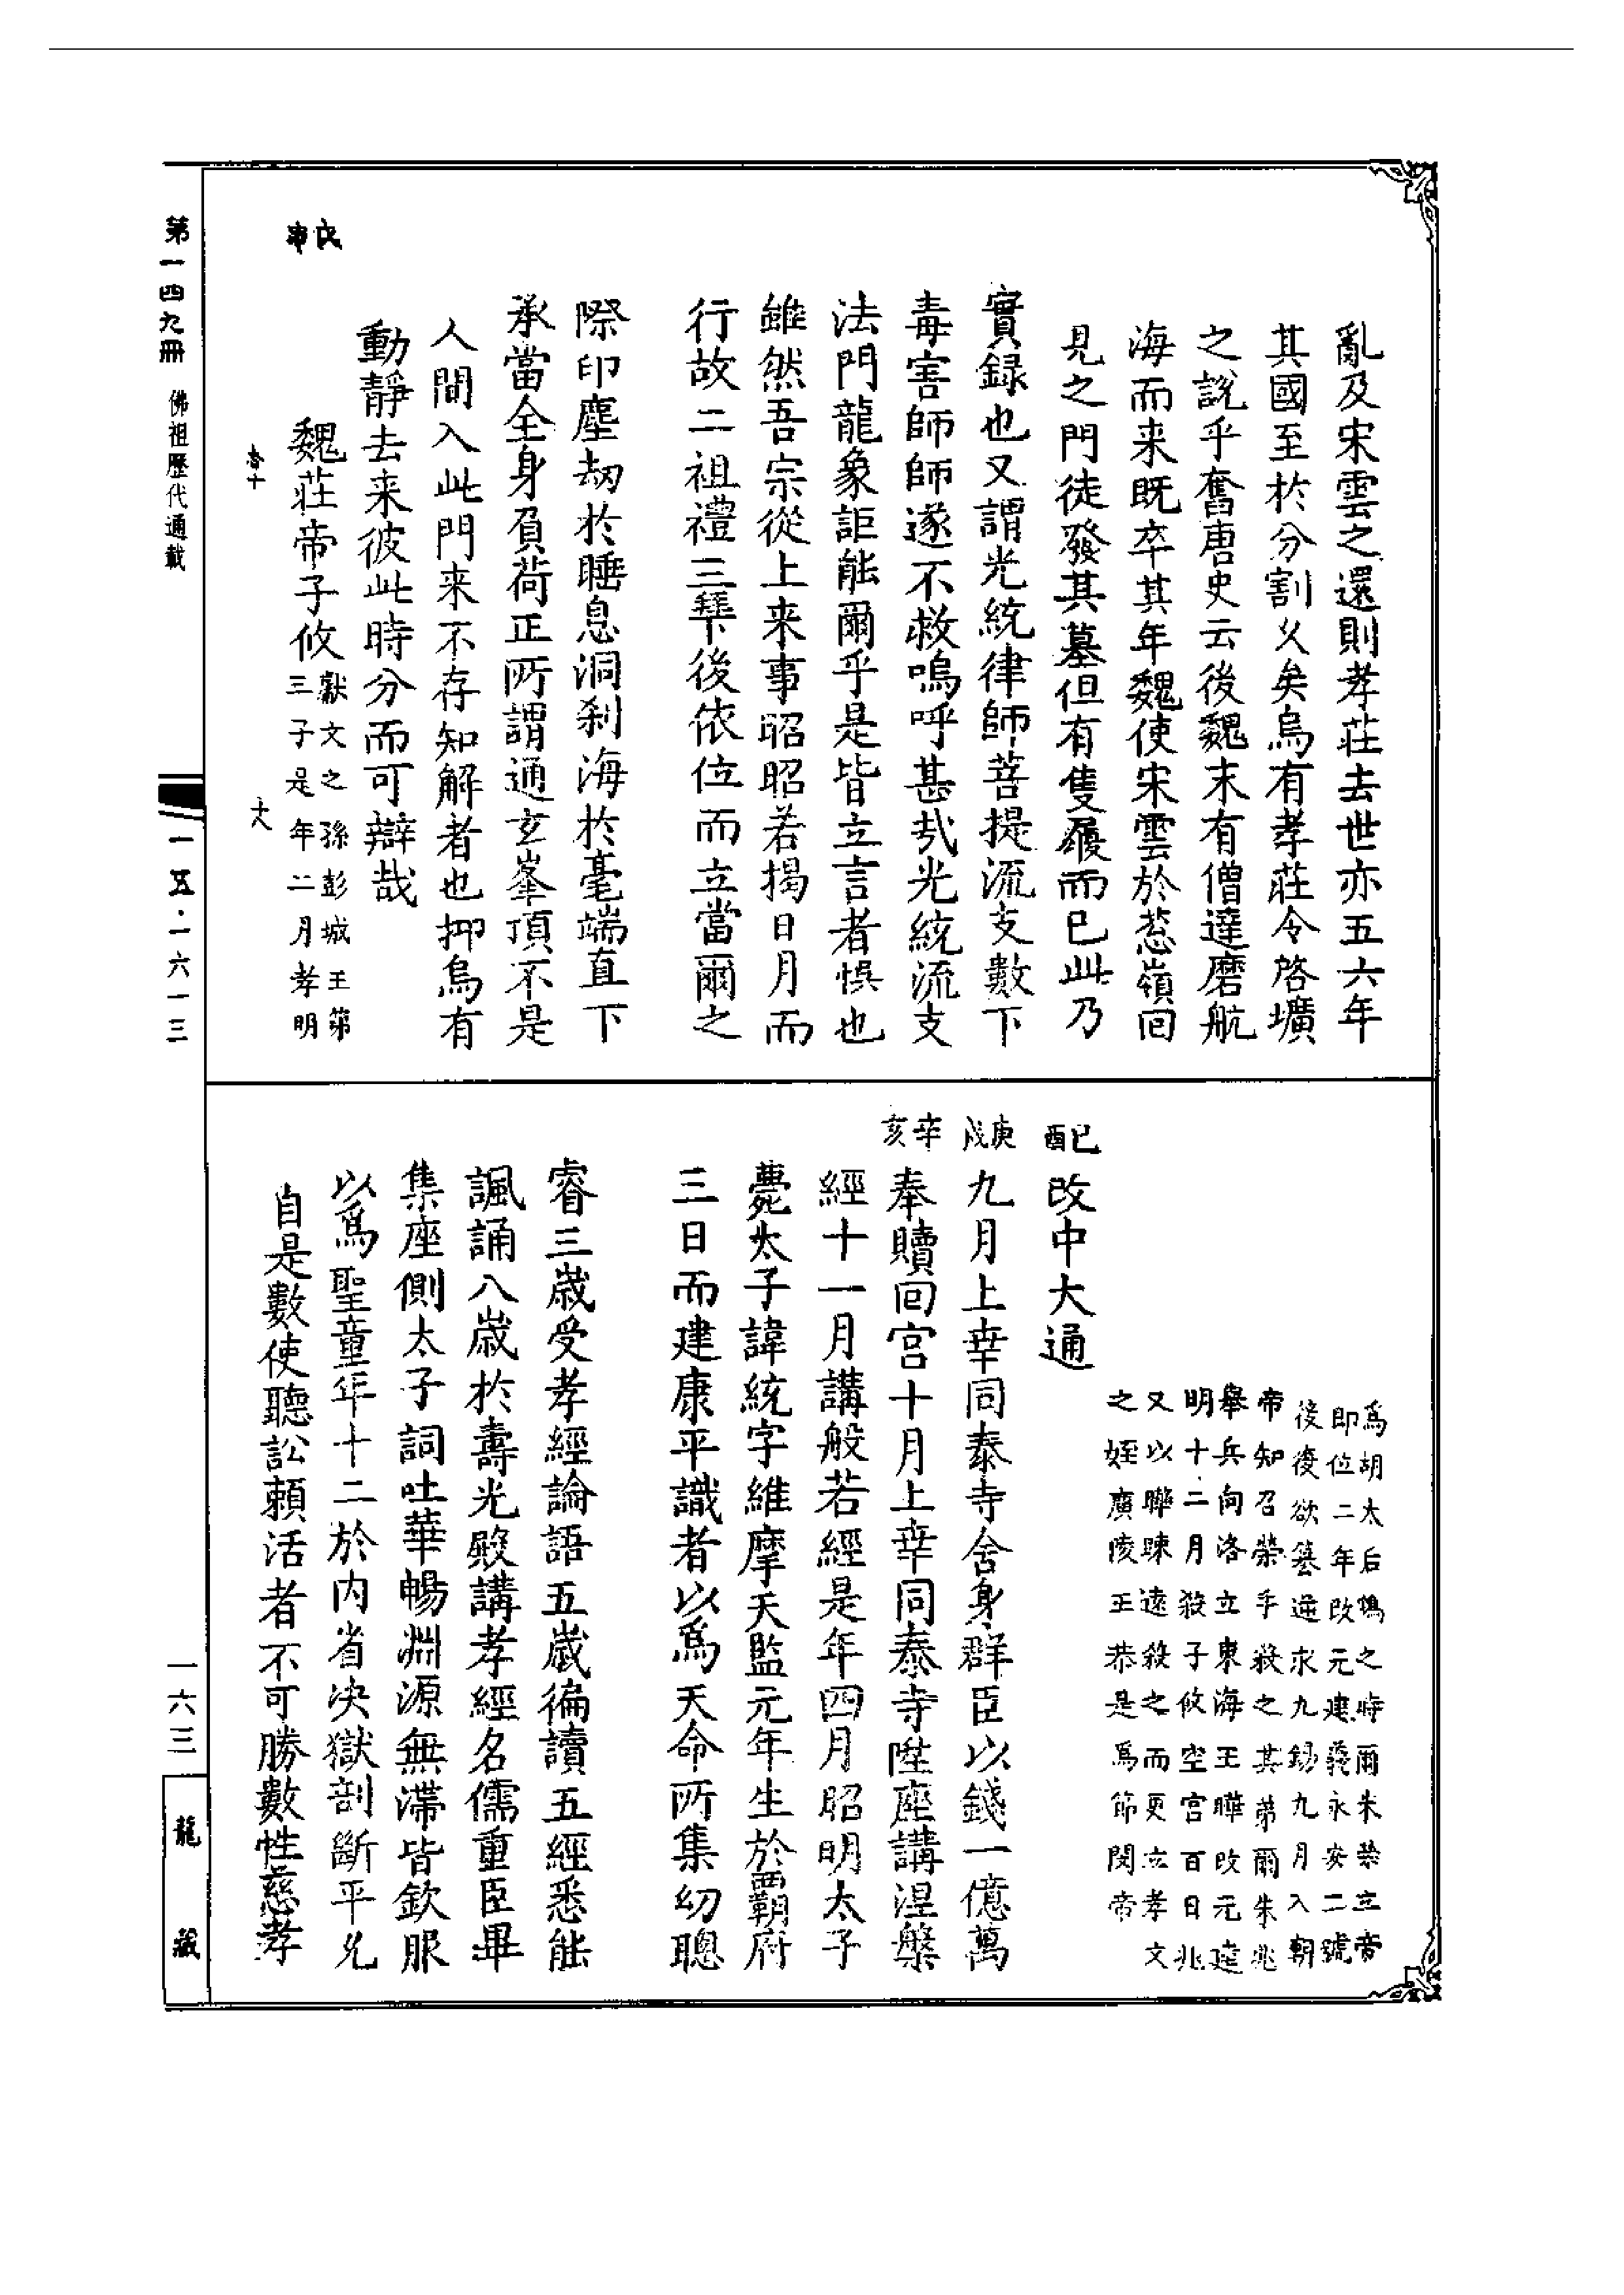 亂及宋雲之還則孝莊去世亦五六年
其國至於分割久矣烏有孝莊令啓壙
之說乎奮唐史云後魏末有僧達磨航
海而来既卒其年魏使宋雲於葱嶺回
見之門徒發其墓但有隻履而已此乃
實録也又謂光統律師菩提流支數下
毒害師師遂不救嗚呼甚哉光統流支
法門龍象詎能爾乎是皆立言者悞也
雖然吾宗從上来事昭昭若揭日月而
行故二祖禮三拜後依位而立當爾之
際印塵劫於睡息洞刹海於毫端直下
承當全身負荷正所謂通玄峯頂不是
人間入此門来不存知解者也抑烏有
動静去来彼此時分而可辯哉
戊申
魏莊帝子攸
獻文之孫彭城王第
三子是年二月孝明
卷十
十八
爲胡太后鴆之時爾朱榮立帝
即位二年改元建義永安二號
後復欲篡逆求九錫九月入朝
帝知召榮手殺之其弟爾朱兆
舉兵向洛立東海王曄改元建
明十二月殺子攸空宫百日兆
又以曄踈遠殺之而更立孝文
之姪廣陵王恭是爲節閔帝
己酉
改中大通
庚戌
九月上幸同泰寺舍身群臣以錢一億萬
辛亥
奉贖回宫十月上幸同泰寺陞座講涅槃
經十一月講般若經是年四月昭明太子
薨太子諱統字維摩天監元年生於覇府
三日而建康平識者以爲天命所集幼聰
睿三歲受孝經論語五歲徧讀五經悉能
諷誦八歲於壽光殿講孝經名儒重臣畢
集座側太子詞吐華暢淵源無滯皆欽服
以爲聖童年十二於内省决獄剖斷平允
自是數使聽訟頼活者不可勝數性慈孝
第一四九冊
佛祖歷代通載
一五·一六一三
一六三
龍藏